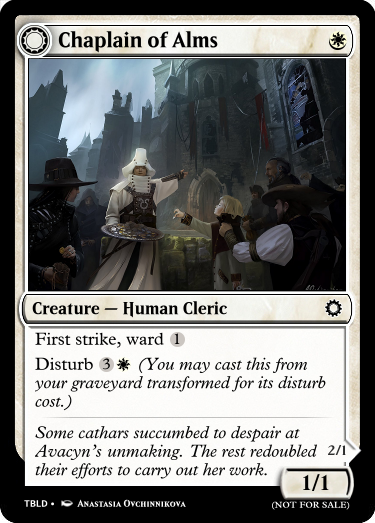 Chaplain of Alms
Creature — Human Cleric
First strike, ward 1
Disturb 3 (You may cast this from
your graveyard transformed for its disturb
cost.)
Some cathars succumbed to despair at
Avacyn's unmaking. The rest redoubled
their efforts to carry out her work.
2/1
1/1
TBLD • Anastasia Ovchinnikova
(NOT FOR SALE)